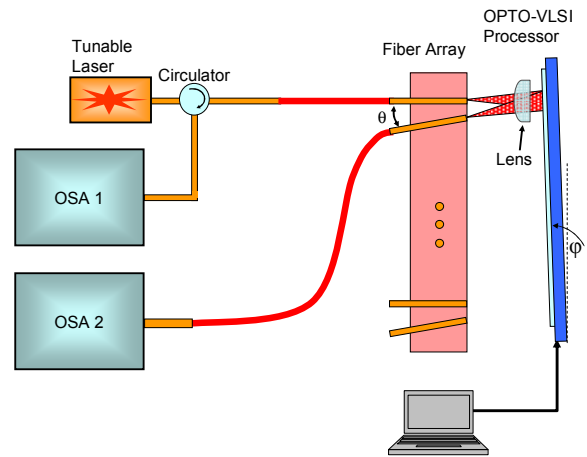 OPTO-VLSI
Processor
Tunable
Laser
Circulator
Fiber Array
θ
Lens
OSA 1
φ
OSA 2